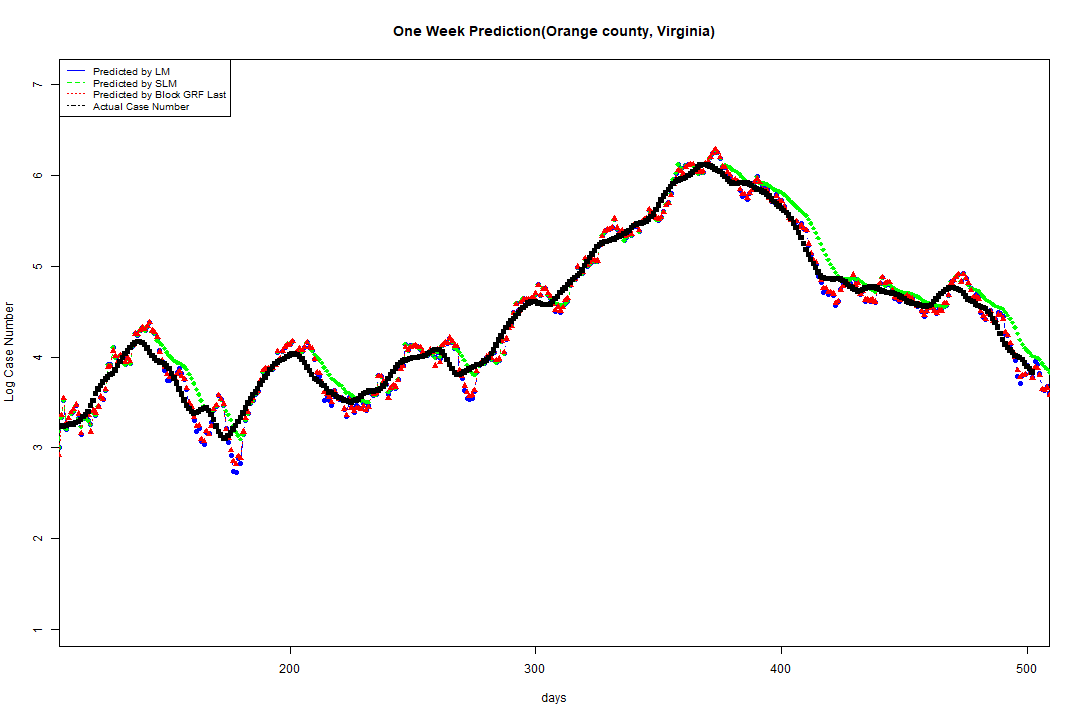 One Week Prediction(Orange county, Virginia)
Predicted by LM
Predicted by SLM
Predicted by Block GRF Last
Actual Case Number
7
6
5
4
3
2
1
Log Case Number
200
300
400
500
days